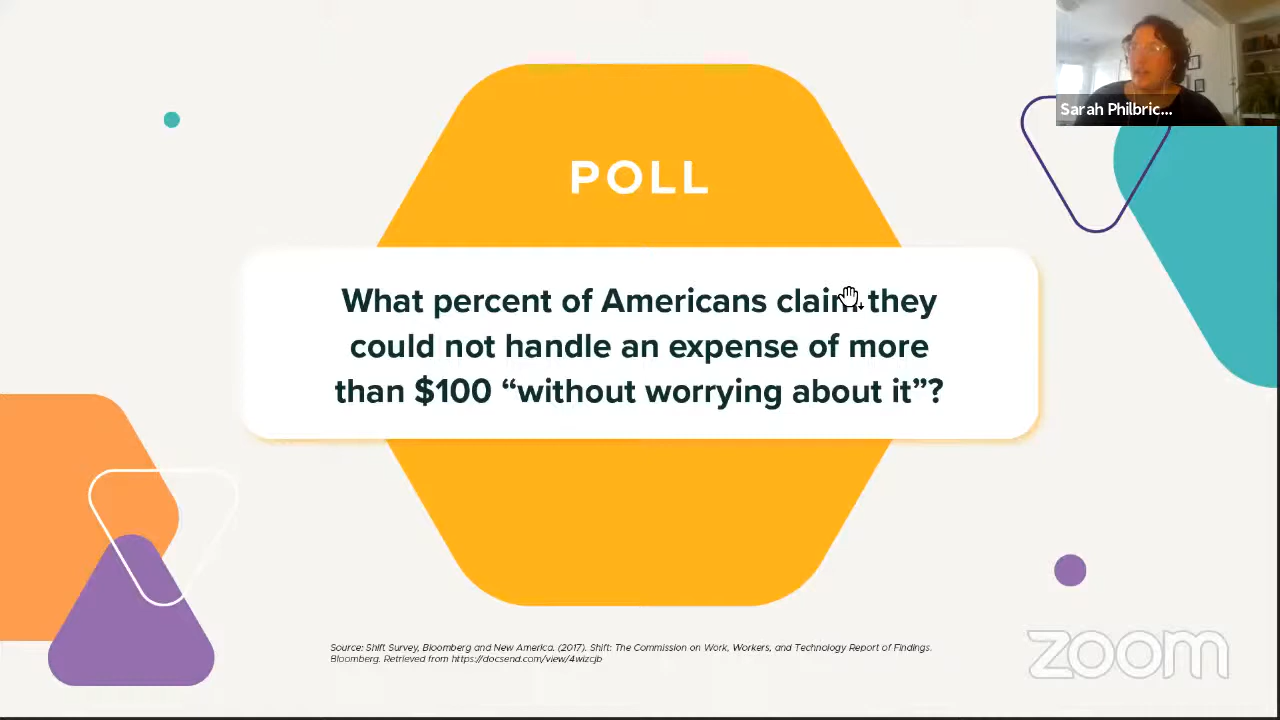 Sarah Philbric...
POLL
What percent of Americans claim they
could not handle an expense of more
than $100 “without worrying about it”?
Source: Shift Survey, Bloomberg and New America. (2017). Shift: The Commission on Work, Workers, and Technology Report of Findings.
Bloomberg. Retrieved from https://docsend.com/view/4wizcjb
zoom